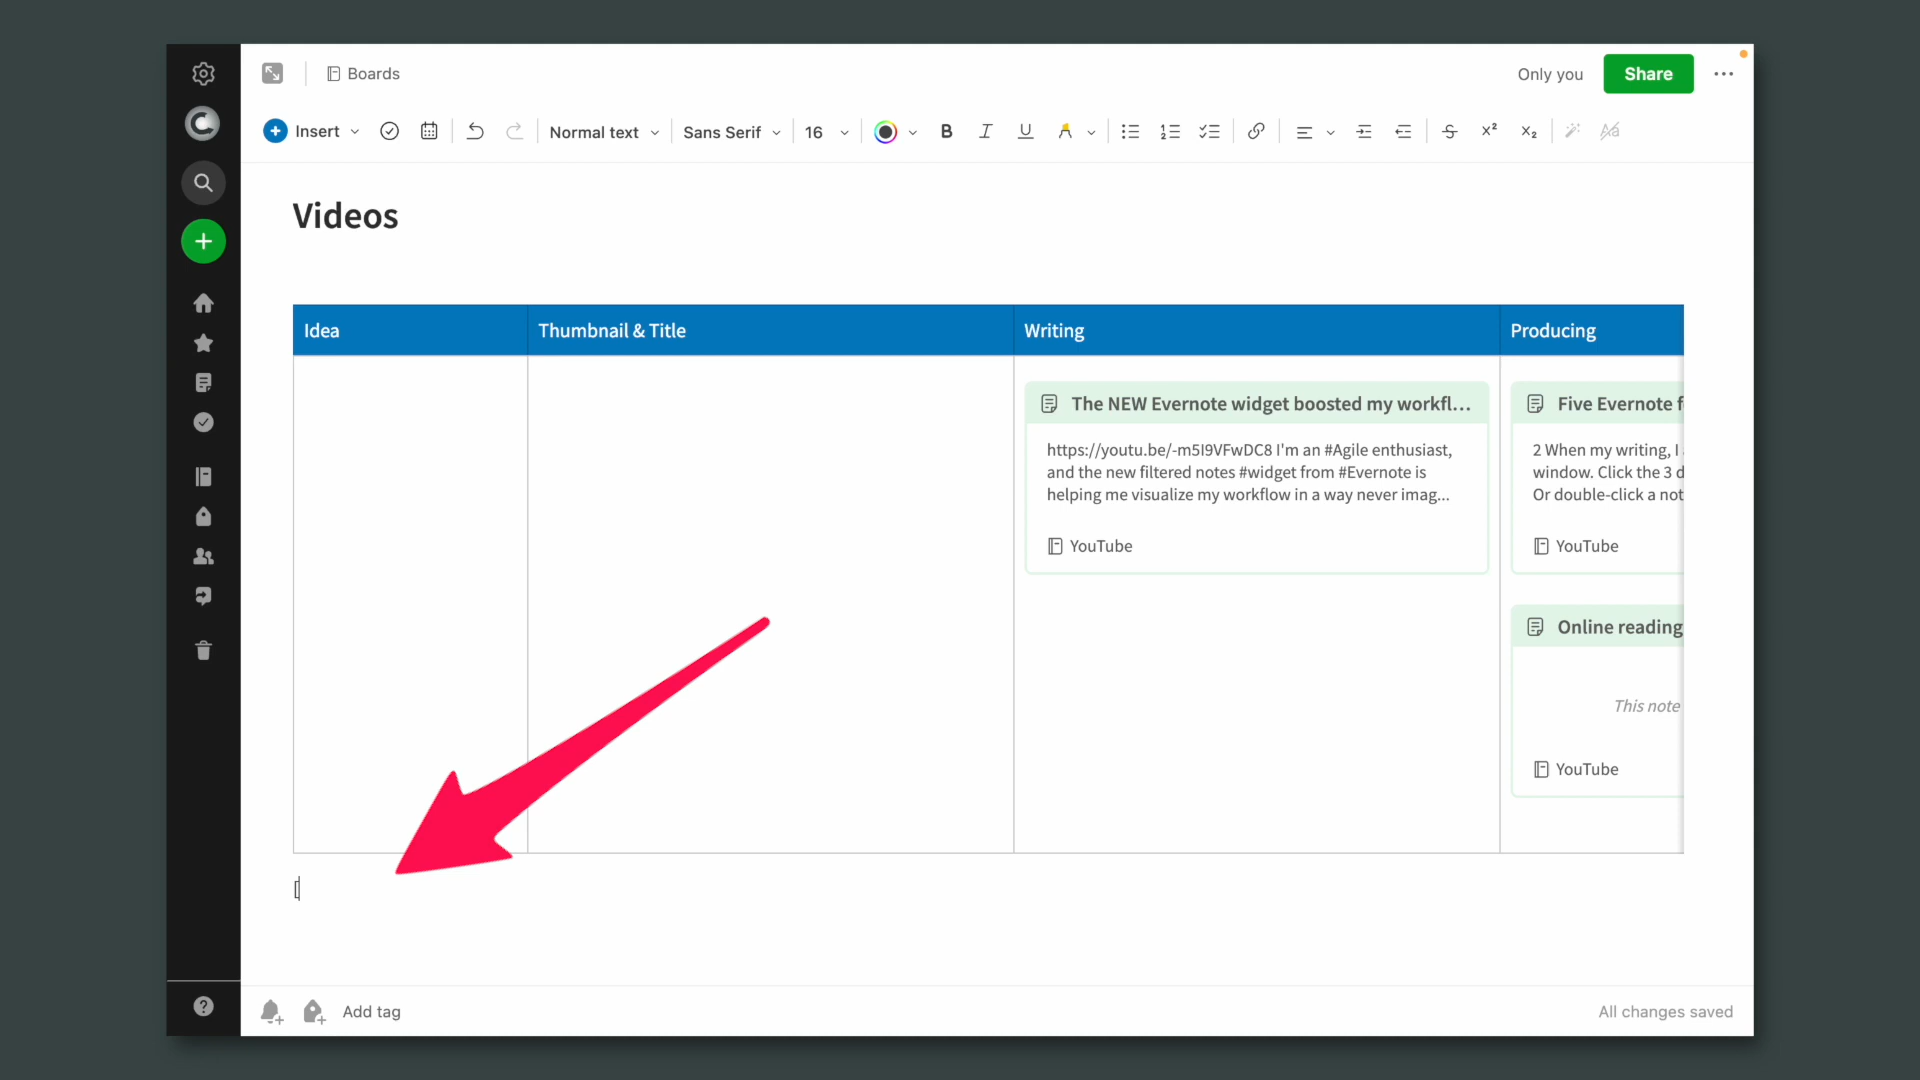 Boards
Only you
Share
Insert
Normal text
Sans Serif
16
B
I
U
A
x²
x₂
Aa
Videos
Idea
Thumbnail & Title
Writing
Producing
The NEW Evernote widget boosted my workfl...
https://youtu.be/-m5I9VFwDC8 I'm an #Agile enthusiast,
and the new filtered notes #widget from #Evernote is
helping me visualize my workflow in a way never imag...
YouTube
Five Evernote f
2 When my writing, I
window. Click the 3 d
Or double-click a not
YouTube
Online reading
This note
YouTube
[
Add tag
All changes saved